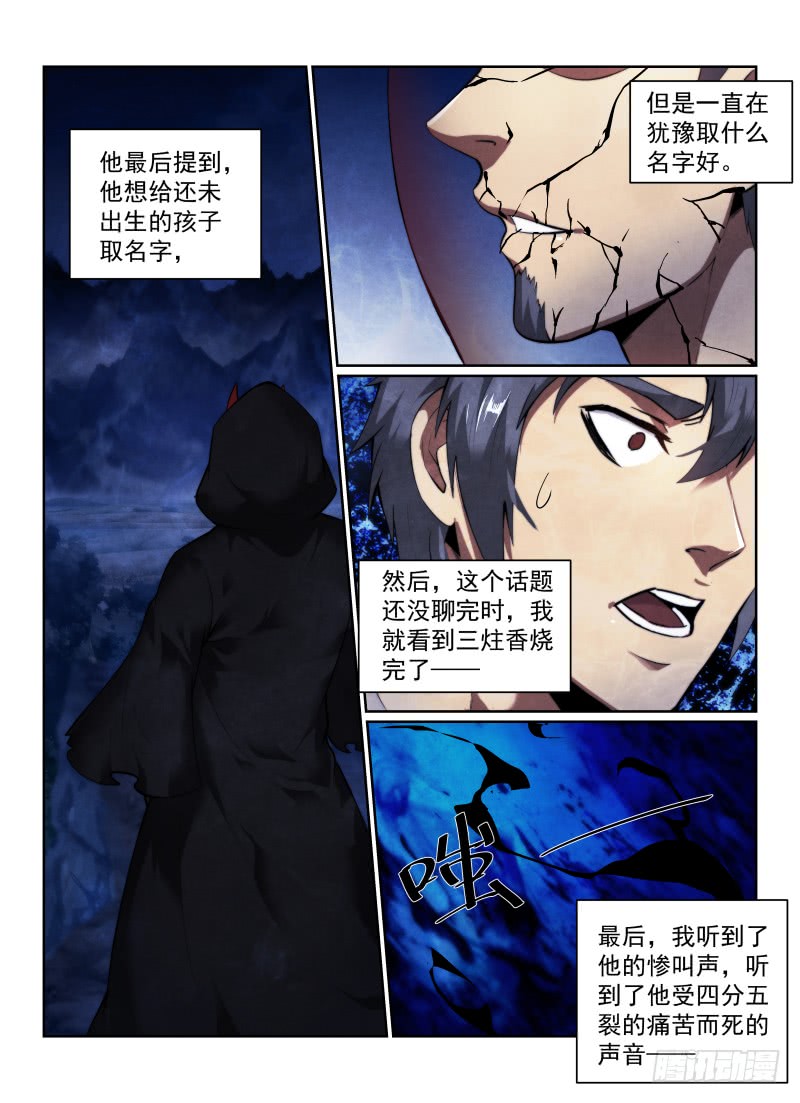 他最后提到，
他想给还未
出生的孩子
取名字，
但是一直在
犹豫取什么
名字好。
然后，这个话题
还没聊完时，我
就看到三炷香烧
完了——
嗤
最后，我听到了
他的惨叫声，听
到了他受四分五
裂的痛苦而死的
声音——
腾讯动漫